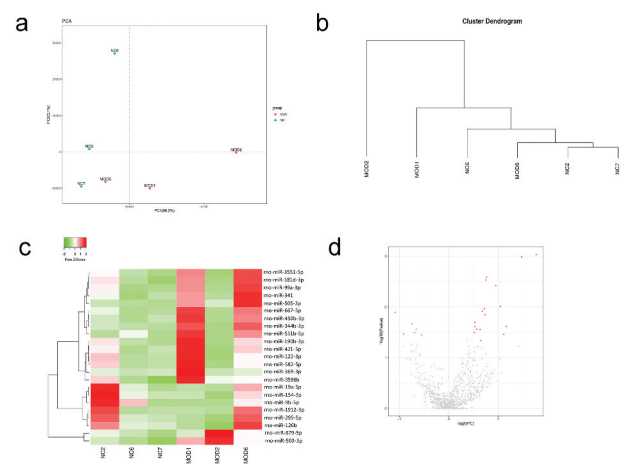 a
PCA
NC6
NC2
NC7
MOD6
MOD1
MOD2
group
MOD
NC
b
Cluster Dendrogram
MOD2
MOD1
NC6
MOD6
NC2
NC7
c
Row Z-Score
rno-miR-3551-5p
rno-miR-181d-3p
rno-miR-99a-3p
rno-miR-341
rno-miR-505-3p
rno-miR-667-5p
rno-miR-450b-3p
rno-miR-344b-3p
rno-miR-551b-5p
rno-miR-190b-3p
rno-miR-421-5p
rno-miR-122-3p
rno-miR-582-5p
rno-miR-369-3p
rno-miR-3596b
rno-miR-19a-5p
rno-miR-154-3p
rno-miR-9b-5p
rno-miR-1912-3p
rno-miR-295-5p
rno-miR-126b
rno-miR-879-5p
rno-miR-503-3p
NC2
NC6
NC7
MOD1
MOD2
MOD6
d
-log10(Pvalue)
log2(FC)